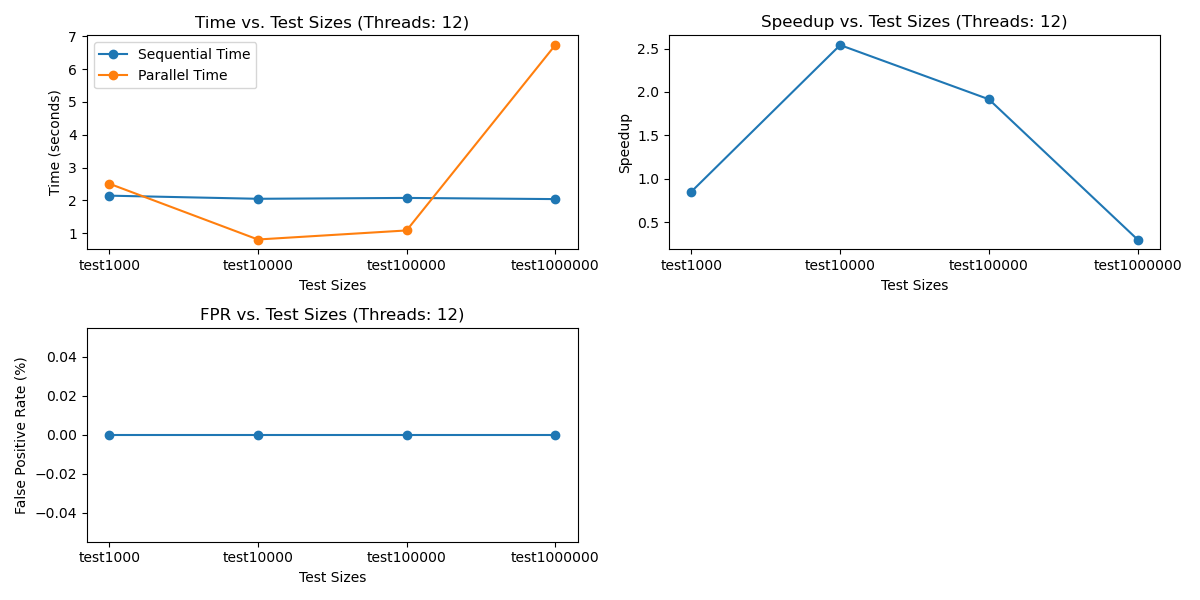 Time vs. Test Sizes (Threads: 12)
7
6
5
4
3
2
1
Time (seconds)
Sequential Time
Parallel Time
test1000 test10000 test100000 test1000000
Test Sizes
Speedup vs. Test Sizes (Threads: 12)
2.5
2.0
1.5
1.0
0.5
Speedup
test1000 test10000 test100000 test1000000
Test Sizes
FPR vs. Test Sizes (Threads: 12)
0.04
0.02
0.00
−0.02
−0.04
False Positive Rate (%)
test1000 test10000 test100000 test1000000
Test Sizes